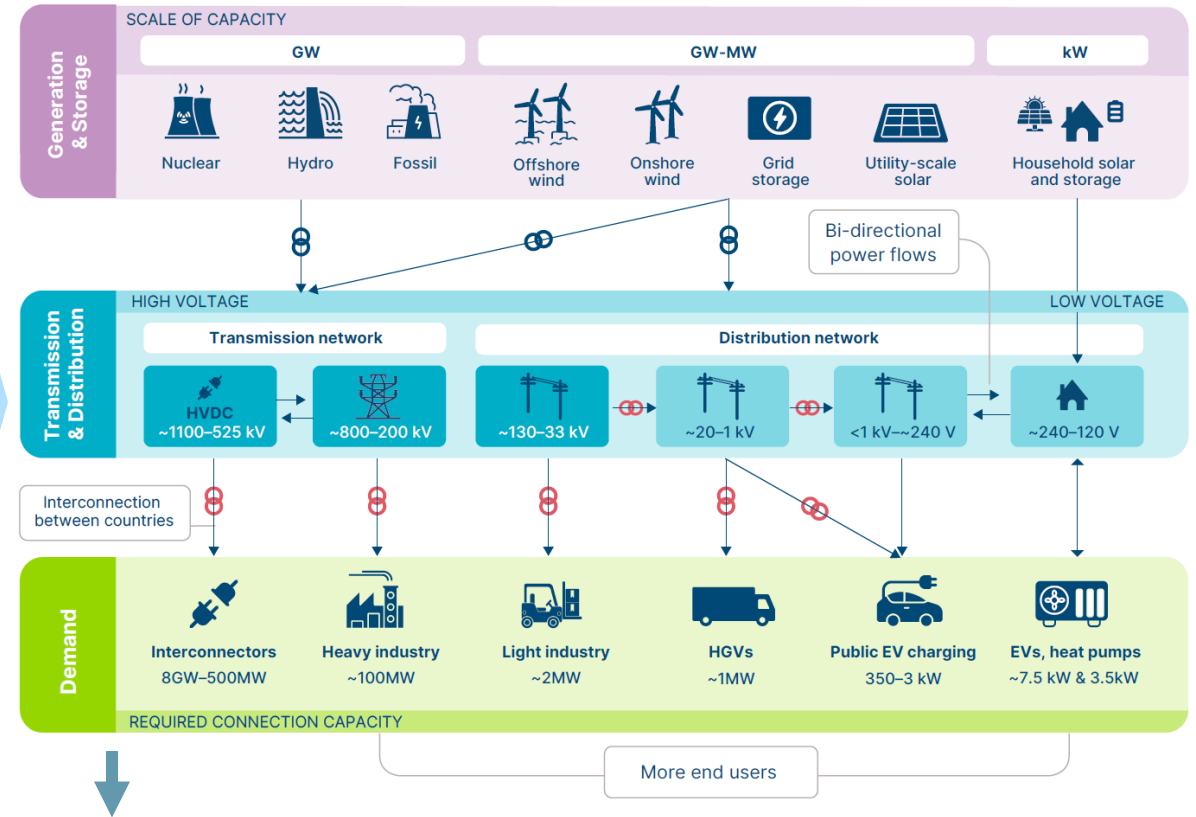 Generation
& Storage
SCALE OF CAPACITY
GW
GW-MW
kW
Nuclear
Hydro
Fossil
Offshore
wind
Onshore
wind
Grid
storage
Utility-scale
solar
Household solar
and storage
Bi-directional
power flows
Transmission
& Distribution
HIGH VOLTAGE
LOW VOLTAGE
Transmission network
Distribution network
HVDC
~1100–525 kV
~800–200 kV
~130–33 kV
~20–1 kV
<1 kV–~240 V
~240–120 V
Interconnection
between countries
Demand
Interconnectors
8GW–500MW
Heavy industry
~100MW
Light industry
~2MW
HGVs
~1MW
Public EV charging
350–3 kW
EVs, heat pumps
~7.5 kW & 3.5kW
REQUIRED CONNECTION CAPACITY
More end users